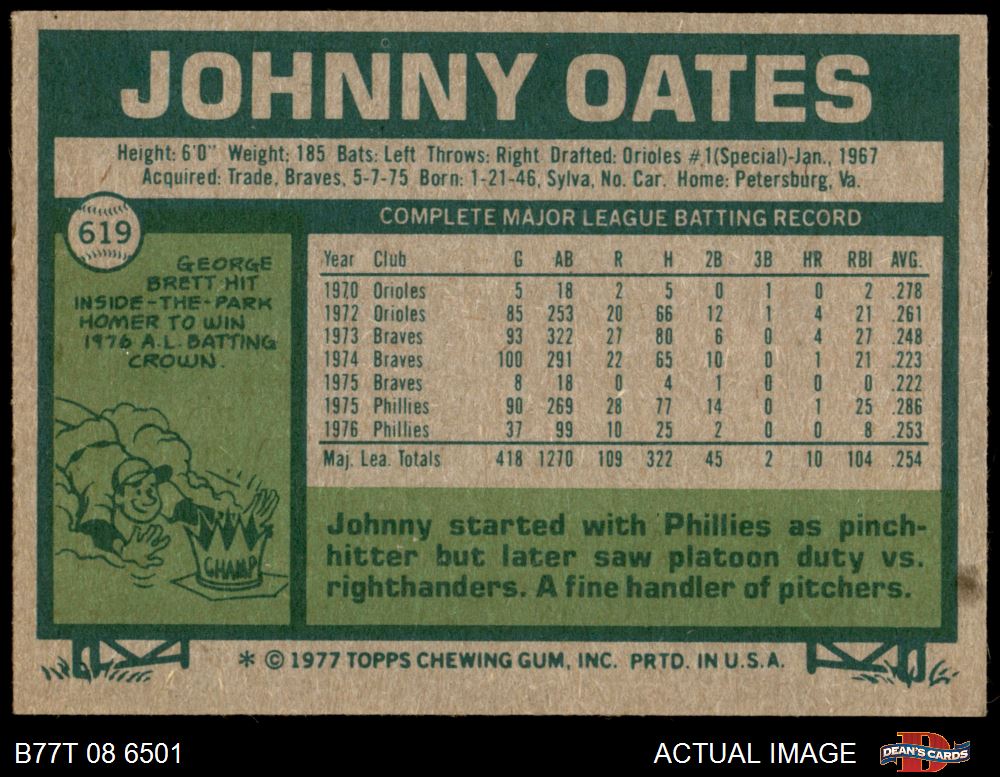 JOHNNY OATES
Height: 6'0" Weight: 185 Bats: Left Throws: Right Drafted: Orioles #1(Special)-Jan., 1967
Acquired: Trade, Braves, 5-7-75 Born: 1-21-46, Sylva, No. Car. Home: Petersburg, Va.
619
GEORGE
BRETT HIT
INSIDE-THE-PARK
HOMER TO WIN
1976 A.L. BATTING
CROWN.
CHAMP
COMPLETE MAJOR LEAGUE BATTING RECORD
Year Club G AB R H 2B 3B HR RBI AVG.
1970 Orioles 5 18 2 5 0 1 0 2 .278
1972 Orioles 85 253 20 66 12 1 4 21 .261
1973 Braves 93 322 27 80 6 0 4 27 .248
1974 Braves 100 291 22 65 10 0 1 21 .223
1975 Braves 8 18 0 4 1 0 0 0 .222
1975 Phillies 90 269 28 77 14 0 1 25 .286
1976 Phillies 37 99 10 25 2 0 0 8 .253
Maj. Lea. Totals 418 1270 109 322 45 2 10 104 .254
Johnny started with Phillies as pinch-
hitter but later saw platoon duty vs.
righthanders. A fine handler of pitchers.
* © 1977 TOPPS CHEWING GUM, INC. PRTD. IN U.S.A.
B77T 08 6501
ACTUAL IMAGE
DEAN'S CARDS